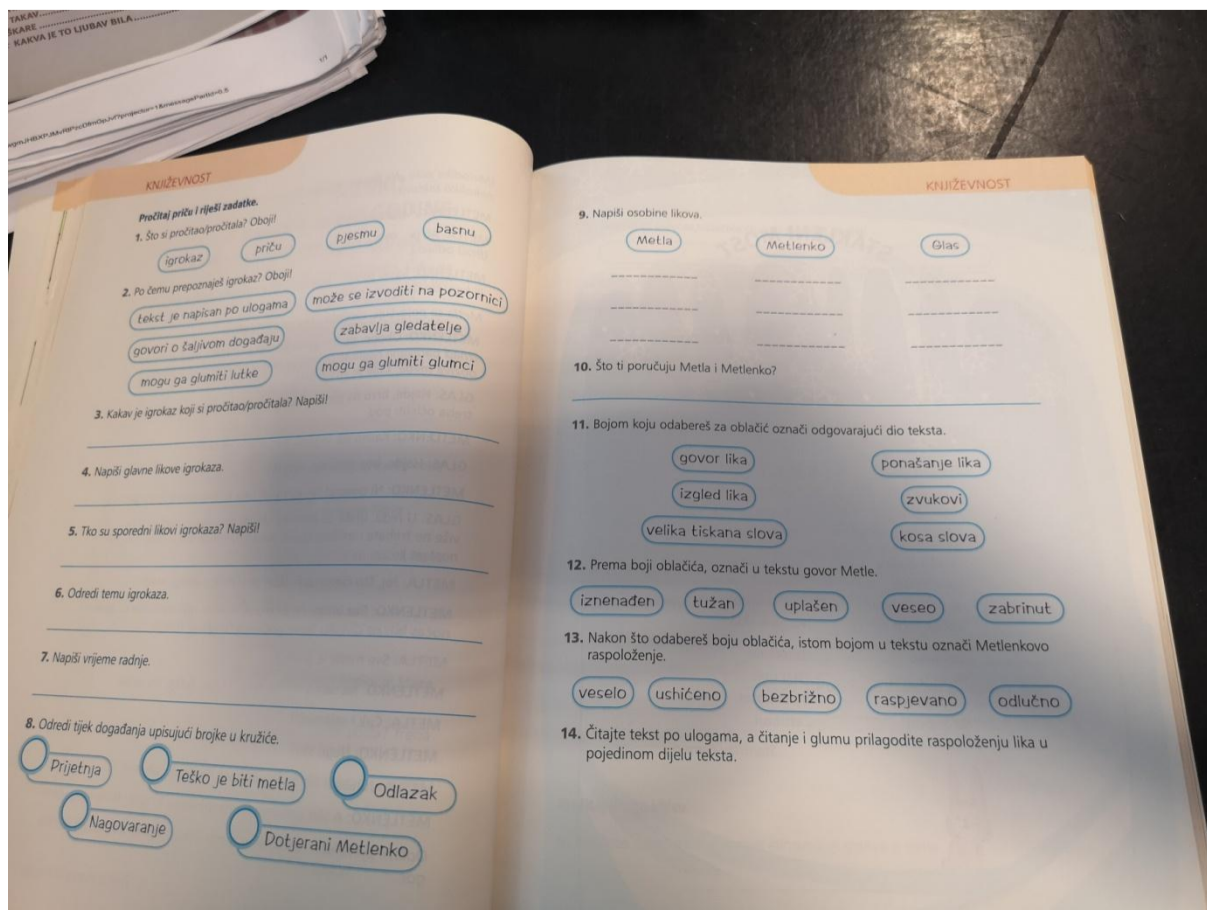 TAKAV
ŠKARE
KAKVA JE TO LJUBAV BILA
1/1
KNJIŽEVNOST
Pročitaj priču i riješi zadatke.
1. Što si pročitao/pročitala? Oboji!
igrokaz priču pjesmu basnu
2. Po čemu prepoznaješ igrokaz? Oboji!
tekst je napisan po ulogama može se izvoditi na pozornici
govori o šaljivom događaju zabavlja gledatelje
mogu ga glumiti lutke mogu ga glumiti glumci
3. Kakav je igrokaz koji si pročitao/pročitala? Napiši!
4. Napiši glavne likove igrokaza.
5. Tko su sporedni likovi igrokaza? Napiši!
6. Odredi temu igrokaza.
7. Napiši vrijeme radnje.
8. Odredi tijek događanja upisujući brojke u kružiće.
Prijetnja Teško je biti metla Odlazak
Nagovaranje Dotjerani Metlenko
KNJIŽEVNOST
9. Napiši osobine likova.
Metla Metlenko Glas
10. Što ti poručuju Metla i Metlenko?
11. Bojom koju odabereš za oblačić označi odgovarajući dio teksta.
govor lika ponašanje lika
izgled lika zvukovi
velika tiskana slova kosa slova
12. Prema boji oblačića, označi u tekstu govor Metle.
iznenađen tužan uplašen veseo zabrinut
13. Nakon što odabereš boju oblačića, istom bojom u tekstu označi Metlenkovo
raspoloženje.
veselo ushićeno bezbrižno raspjevano odlučno
14. Čitajte tekst po ulogama, a čitanje i glumu prilagodite raspoloženju lika u
pojedinom dijelu teksta.